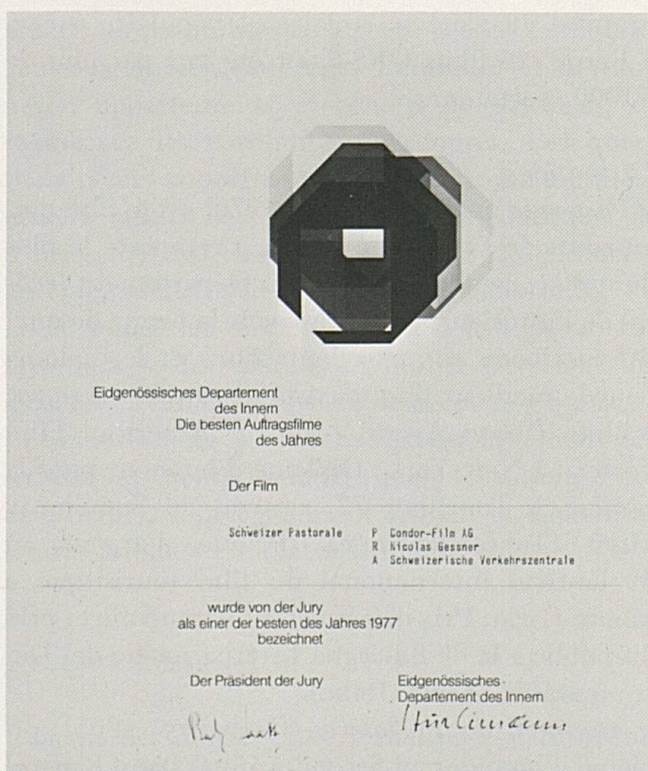 Eidgenössisches Departement
des Innern
Die besten Auftragsfilme
des Jahres
Der Film
Schweizer Pastorale P Condor-Film AG
R Nicolas Gessner
A Schweizerische Verkehrszentrale
wurde von der Jury
als einer der besten des Jahres 1977
bezeichnet
Der Präsident der Jury
Eidgenössisches
Departement des Innern
Hürlimann